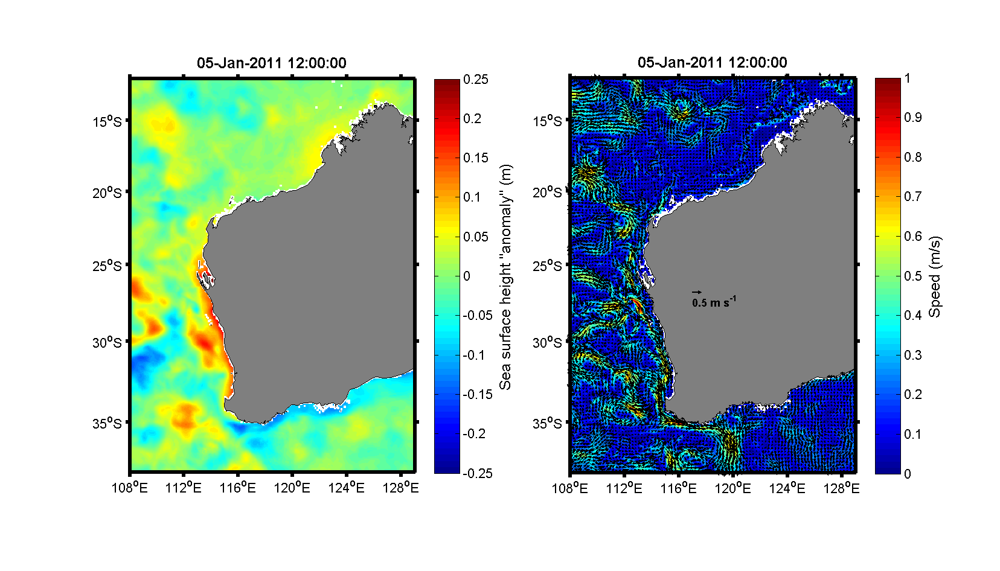 05-Jan-2011 12:00:00
15°S
20°S
25°S
30°S
35°S
108°E 112°E 116°E 120°E 124°E 128°E
0.25
0.2
0.15
0.1
0.05
0
-0.05
-0.1
-0.15
-0.2
-0.25
Sea surface height "anomaly" (m)
05-Jan-2011 12:00:00
15°S
20°S
25°S
30°S
35°S
0.5 m s⁻¹
108°E 112°E 116°E 120°E 124°E 128°E
1
0.9
0.8
0.7
0.6
0.5
0.4
0.3
0.2
0.1
0
Speed (m/s)